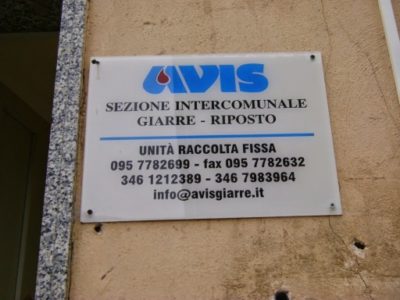 AVIS
SEZIONE INTERCOMUNALE
GIARRE - RIPOSTO
UNITÀ RACCOLTA FISSA
095 7782699 - fax 095 7782632
346 1212389 - 346 7983964
info@avisgiarre.it